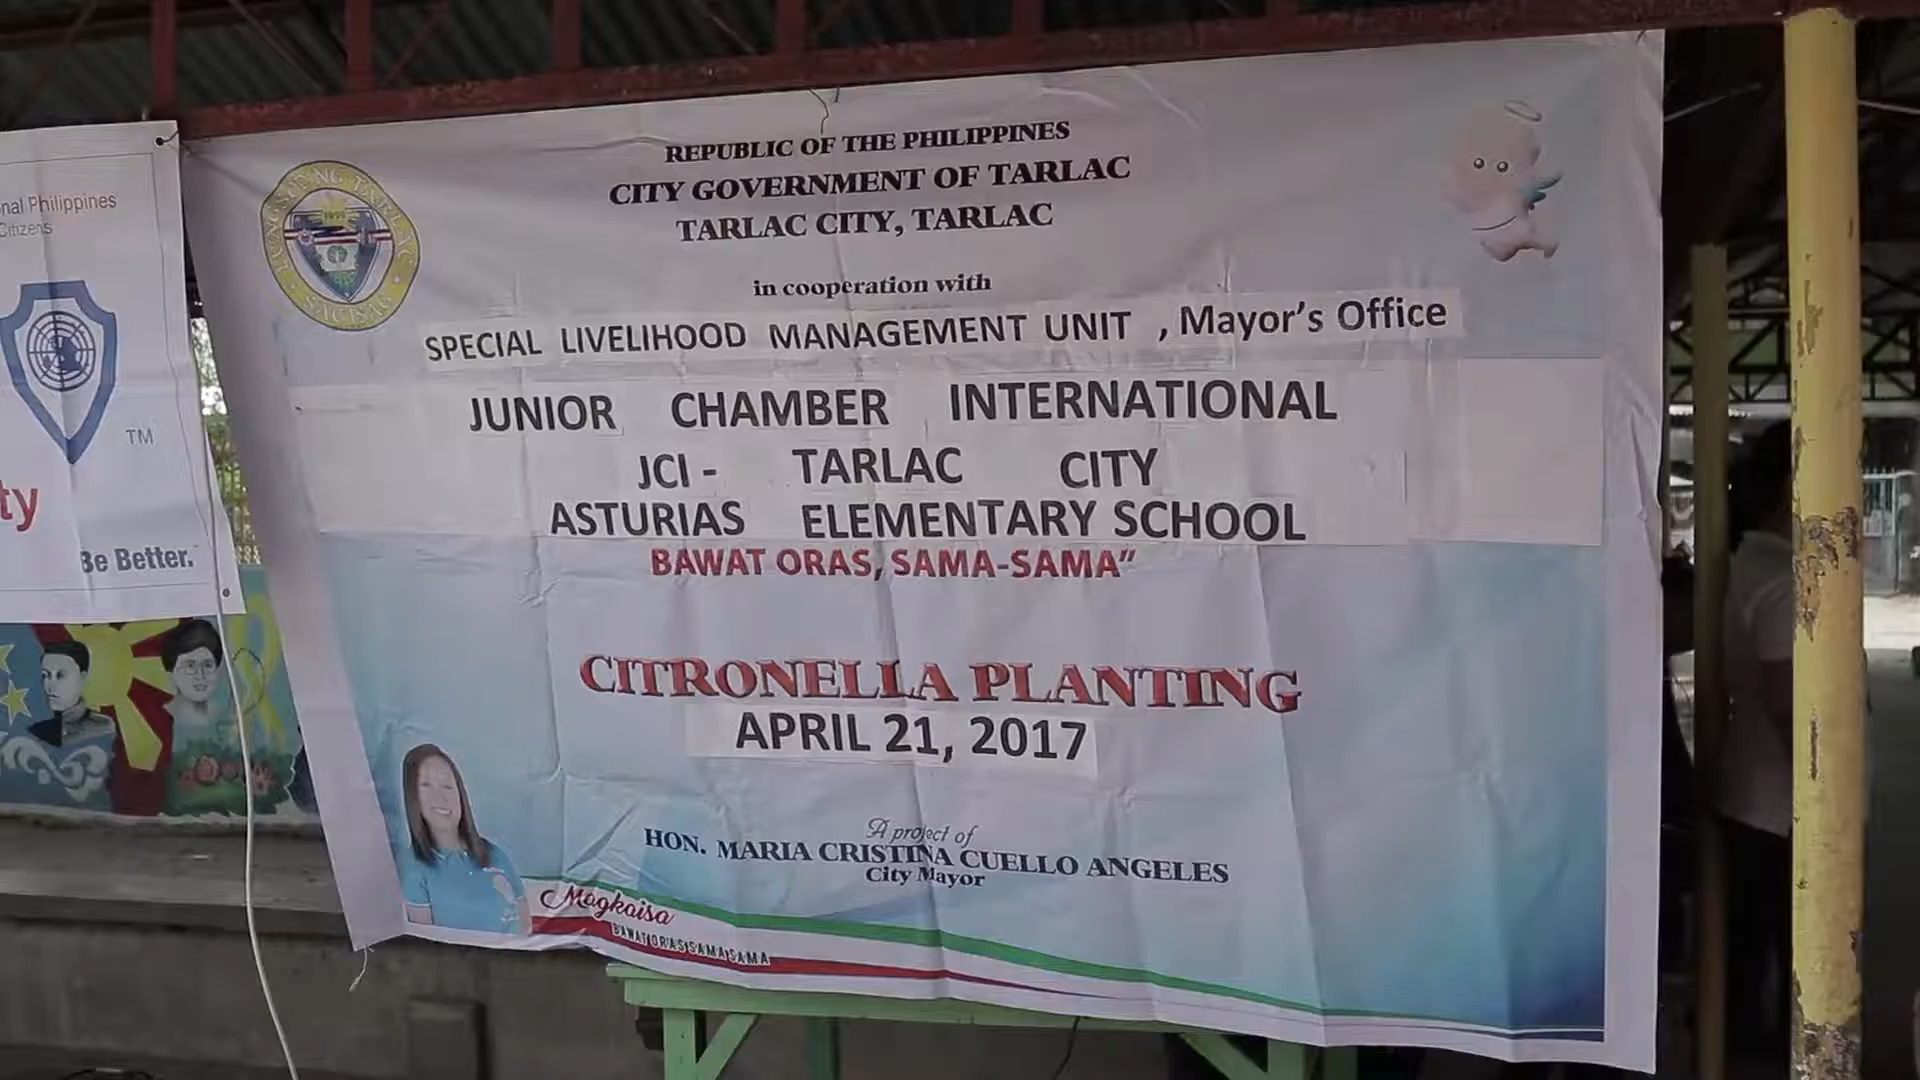 nal Philippines
Citizens
TM
ty
Be Better.
LUNGSOD NG TARLAC
REPUBLIC OF THE PHILIPPINES
CITY GOVERNMENT OF TARLAC
TARLAC CITY, TARLAC
in cooperation with
SPECIAL LIVELIHOOD MANAGEMENT UNIT , Mayor's Office
JUNIOR CHAMBER INTERNATIONAL
JCI - TARLAC CITY
ASTURIAS ELEMENTARY SCHOOL
BAWAT ORAS, SAMA-SAMA”
CITRONELLA PLANTING
APRIL 21, 2017
A project of
HON. MARIA CRISTINA CUELLO ANGELES
City Mayor
Magkaisa
BAWAT ORAS SAMA SAMA